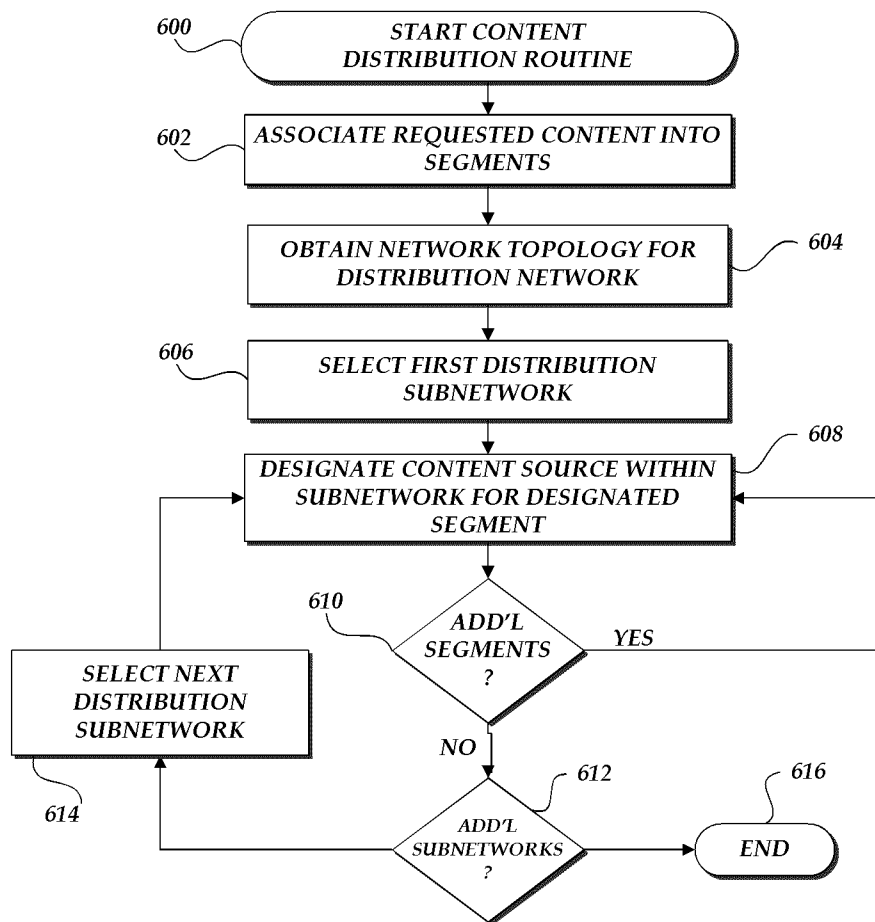 600
START CONTENT
DISTRIBUTION ROUTINE
602
ASSOCIATE REQUESTED CONTENT INTO
SEGMENTS
604
OBTAIN NETWORK TOPOLOGY FOR
DISTRIBUTION NETWORK
606
SELECT FIRST DISTRIBUTION
SUBNETWORK
608
DESIGNATE CONTENT SOURCE WITHIN
SUBNETWORK FOR DESIGNATED
SEGMENT
610
ADD'L
SEGMENTS
?
YES
SELECT NEXT
DISTRIBUTION
SUBNETWORK
614
NO
612
ADD'L
SUBNETWORKS
?
616
END